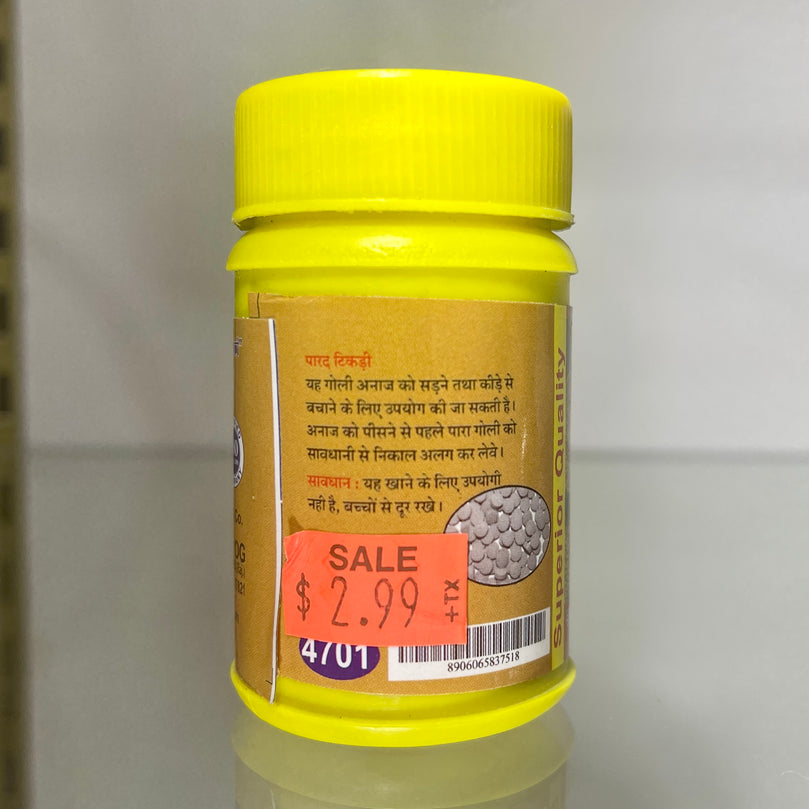 पारद टिकड़ी
यह गोली अनाज को सड़ने तथा कीड़े से
बचाने के लिए उपयोग की जा सकती है।
अनाज को पीसने से पहले पारा गोली को
सावधानी से निकाल अलग कर लेवे।
सावधान : यह खाने के लिए उपयोगी
नही है, बच्चों से दूर रखे।
SALE
$ 2.99 +TX
4701
8906065837518
Superior Quality
Co.